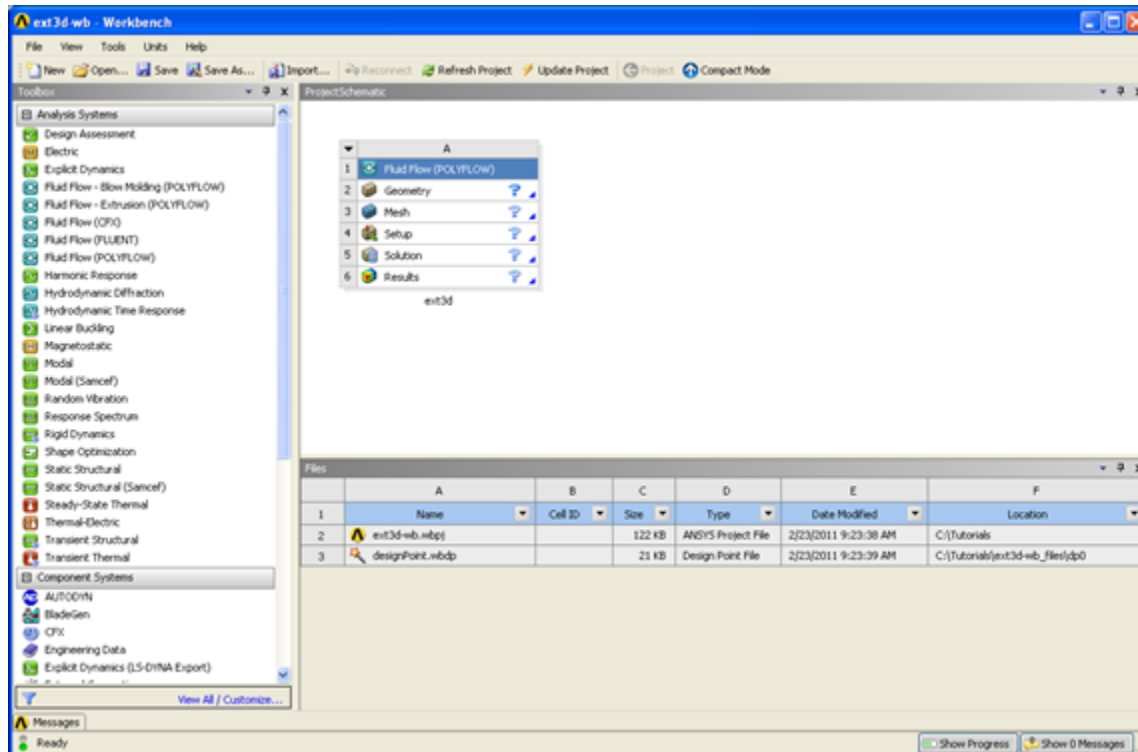 ext3d-wb - Workbench
File View Tools Units Help
New Open... Save Save As... Import... Reconnect Refresh Project Update Project Project Compact Mode
Toolbox
Analysis Systems
Design Assessment
Electric
Explicit Dynamics
Fluid Flow - Blow Molding (POLYFLOW)
Fluid Flow - Extrusion (POLYFLOW)
Fluid Flow (CFX)
Fluid Flow (FLUENT)
Fluid Flow (POLYFLOW)
Harmonic Response
Hydrodynamic Diffraction
Hydrodynamic Time Response
Linear Buckling
Magnetostatic
Modal
Modal (Samcef)
Random Vibration
Response Spectrum
Rigid Dynamics
Shape Optimization
Static Structural
Static Structural (Samcef)
Steady-State Thermal
Thermal-Electric
Transient Structural
Transient Thermal
Component Systems
AUTODYN
BladeGen
CFX
Engineering Data
Explicit Dynamics (LS-DYNA Export)
View All / Customize...
ProjectSchematic
A
1 Fluid Flow (POLYFLOW)
2 Geometry ?
3 Mesh ?
4 Setup ?
5 Solution ?
6 Results ?
ext3d
Files
A B C D E F
1 Name Cell ID Size Type Date Modified Location
2 ext3d-wb.wbpj 122 KB ANSYS Project File 2/23/2011 9:23:38 AM C:\Tutorials
3 designPoint.wbdp 21 KB Design Point File 2/23/2011 9:23:39 AM C:\Tutorials\ext3d-wb_files\dp0
Messages
Ready Show Progress Show 0 Messages